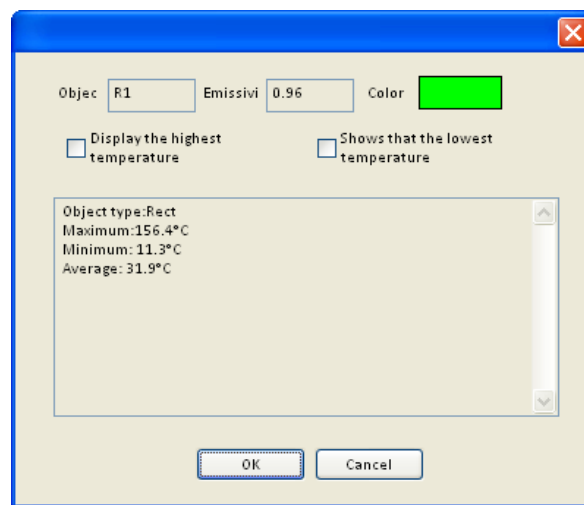 Objec R1 Emissivi 0.96 Color
Display the highest
temperature
Shows that the lowest
temperature
Object type:Rect
Maximum:156.4°C
Minimum: 11.3°C
Average: 31.9°C
OK Cancel